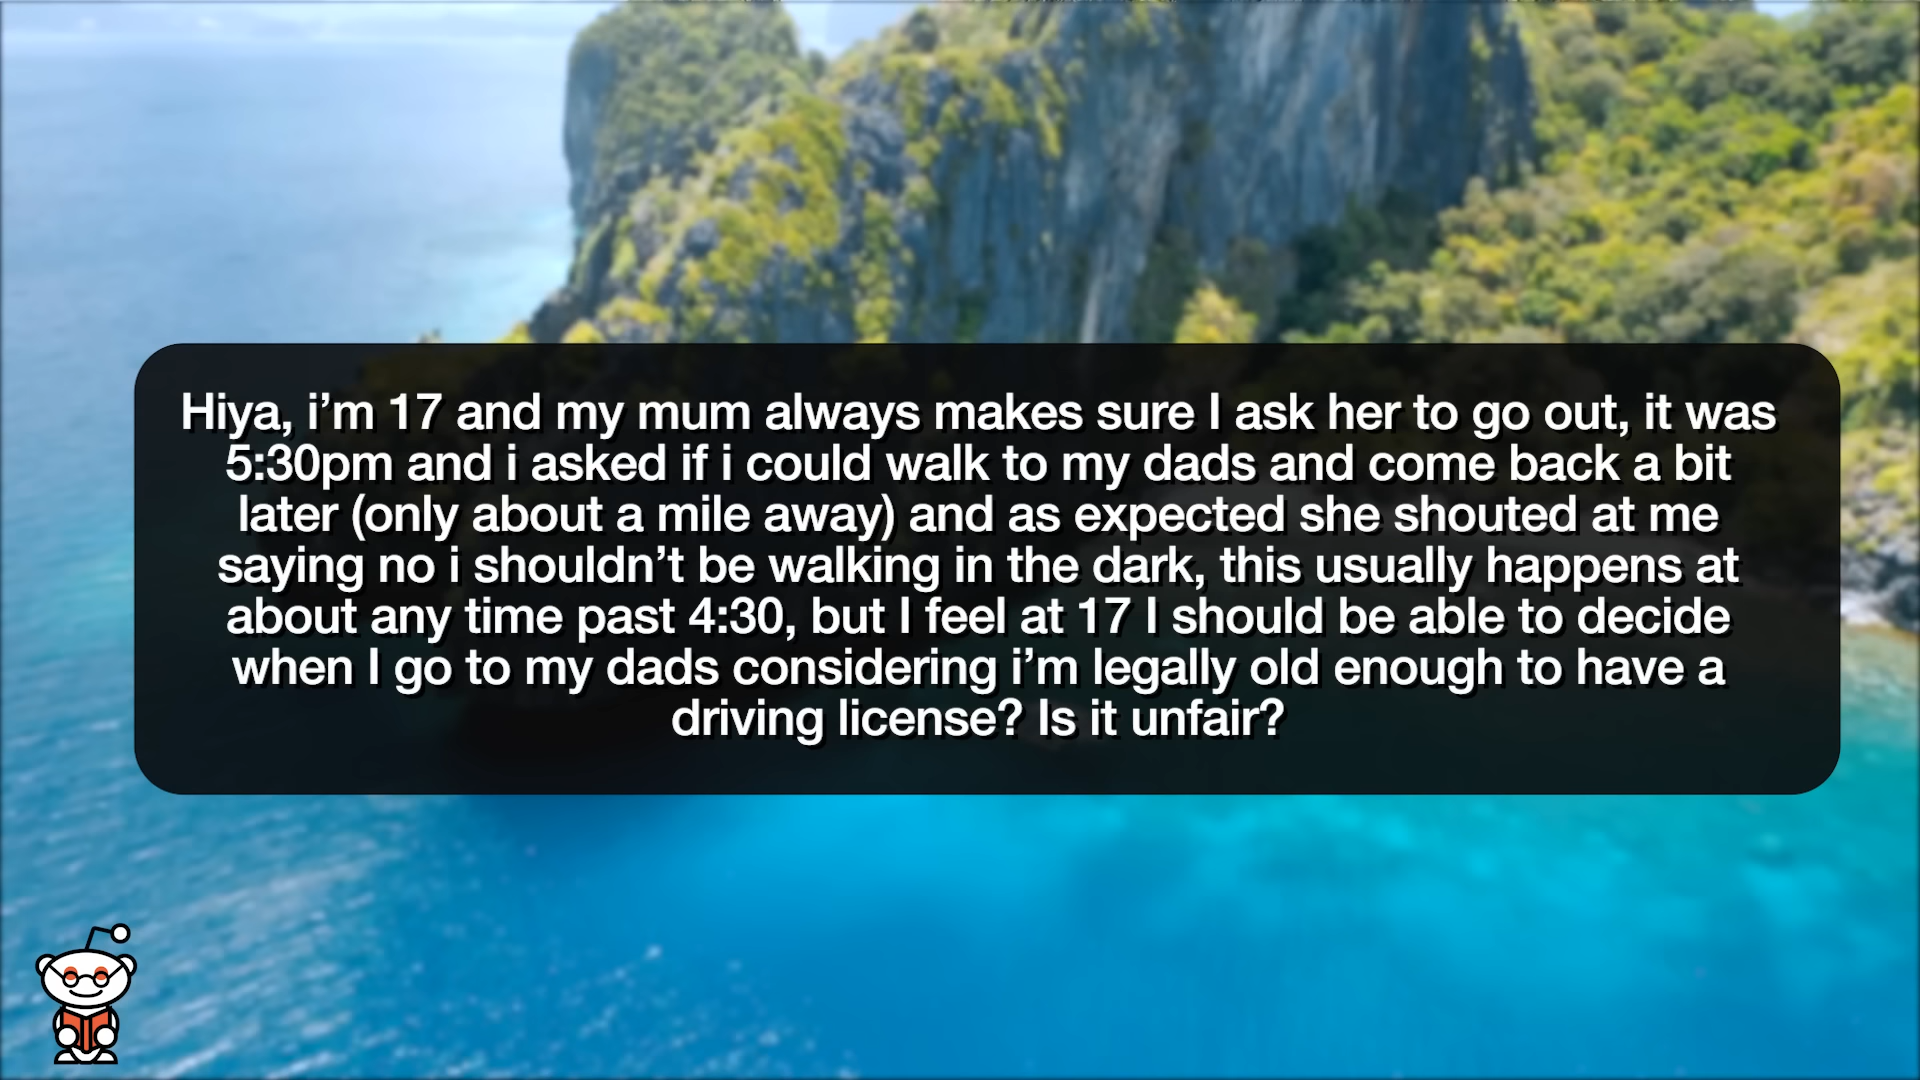 Hiya, i’m 17 and my mum always makes sure I ask her to go out, it was
5:30pm and i asked if i could walk to my dads and come back a bit
later (only about a mile away) and as expected she shouted at me
saying no i shouldn’t be walking in the dark, this usually happens at
about any time past 4:30, but I feel at 17 I should be able to decide
when I go to my dads considering i’m legally old enough to have a
driving license? Is it unfair?